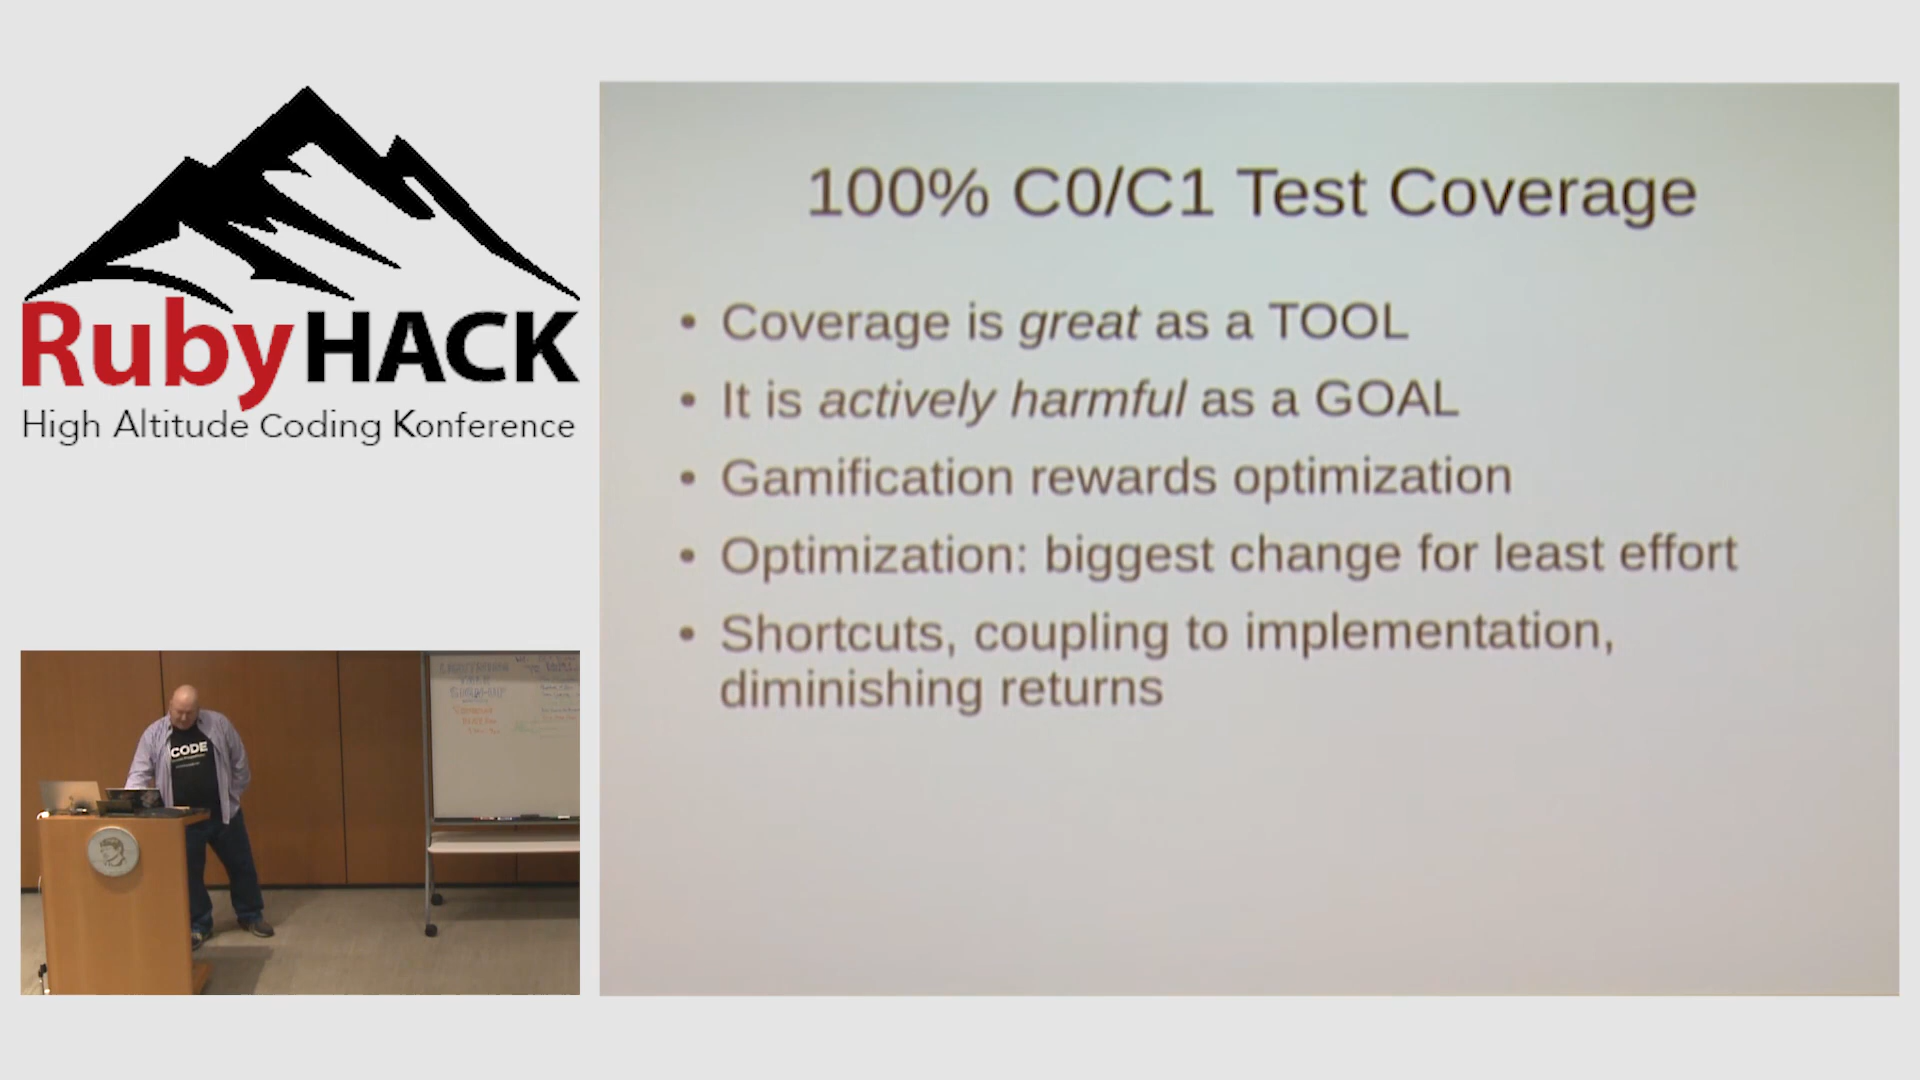 RubyHACK
High Altitude Coding Konference
100% C0/C1 Test Coverage
• Coverage is great as a TOOL
• It is actively harmful as a GOAL
• Gamification rewards optimization
• Optimization: biggest change for least effort
• Shortcuts, coupling to implementation,
diminishing returns
CODE